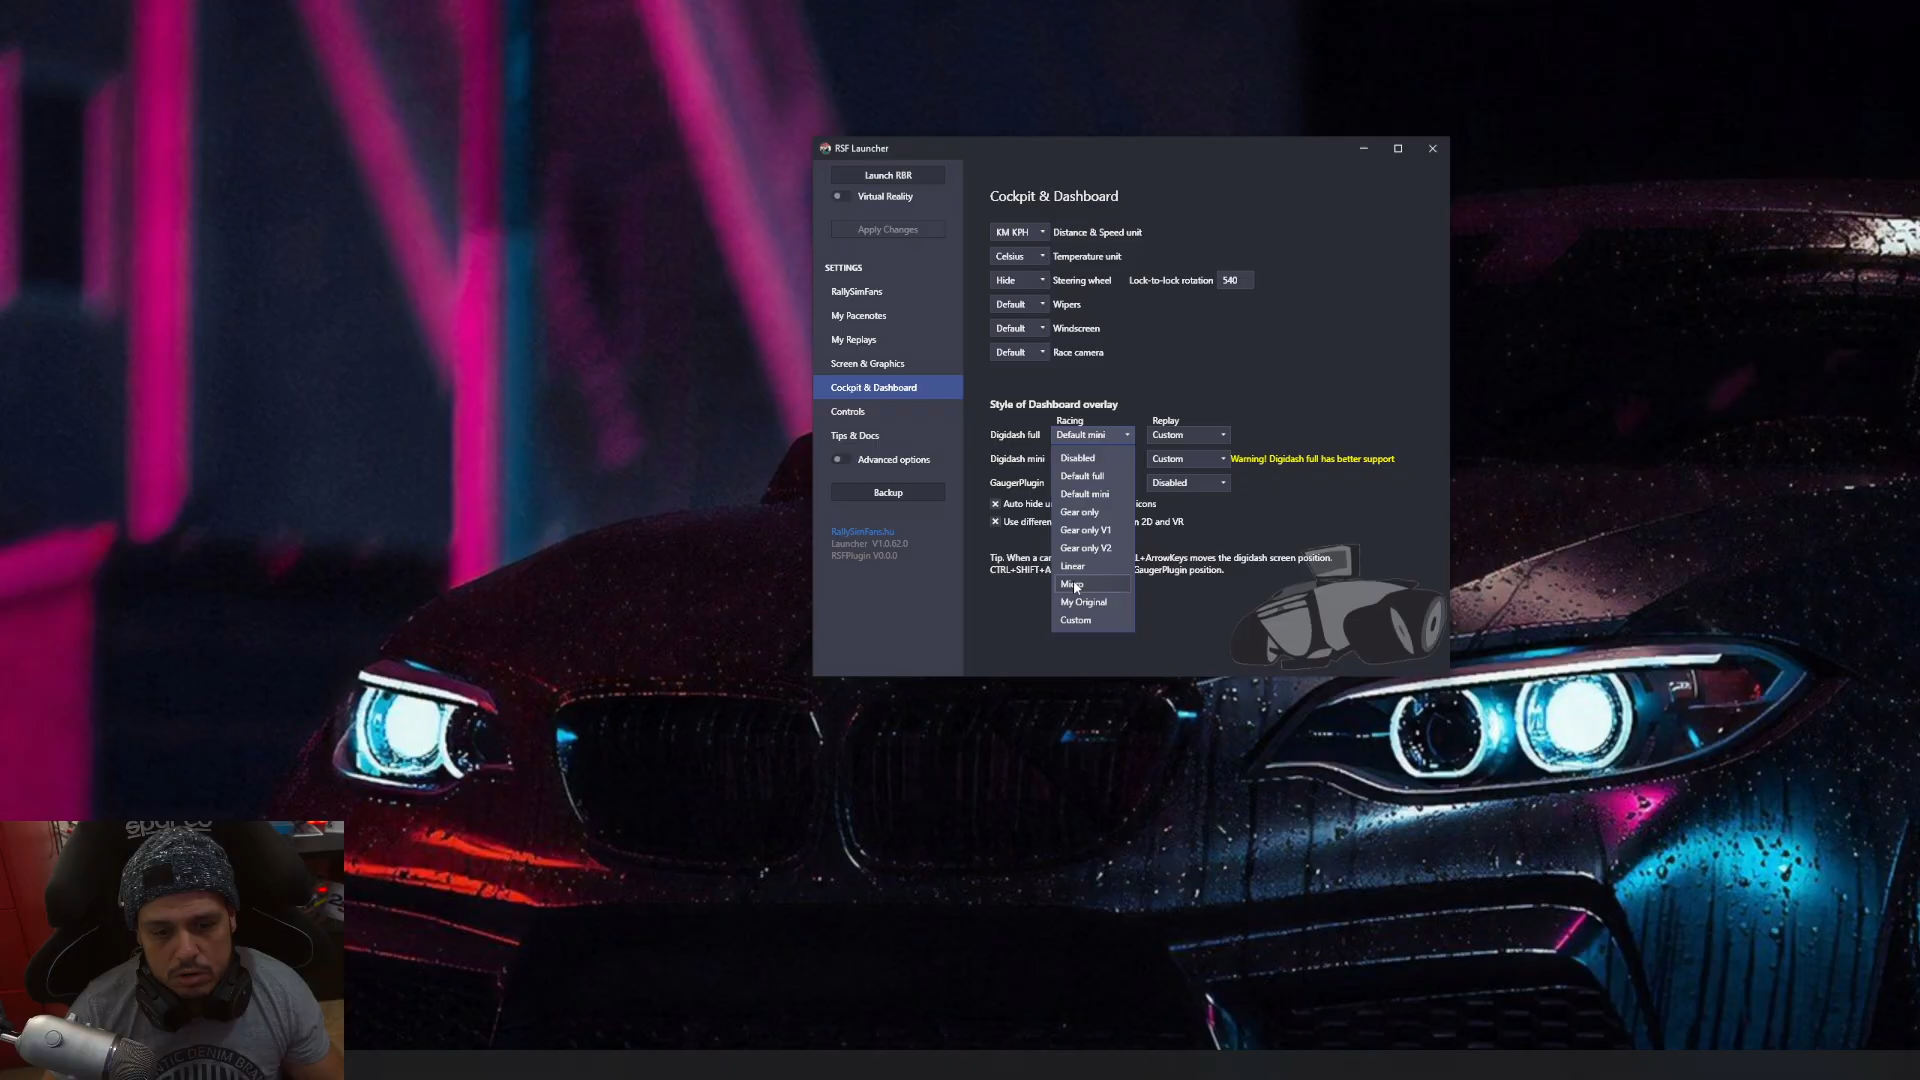 RSF Launcher
Launch RBR
Virtual Reality
Apply Changes
SETTINGS
RallySimFans
My Pacenotes
My Replays
Screen & Graphics
Cockpit & Dashboard
Controls
Tips & Docs
Advanced options
Backup
RallySimFans.hu
Launcher V1.0.62.0
RSFPlugin V0.0.0
Cockpit & Dashboard
KM KPH Distance & Speed unit
Celsius Temperature unit
Hide Steering wheel Lock-to-lock rotation 540
Default Wipers
Default Windscreen
Default Race camera
Style of Dashboard overlay
Racing Replay
Digidash full Default mini Custom
Digidash mini Custom Warning! Digidash full has better support
GaugerPlugin Disabled
Auto hide icons
Use 2D and VR
Tip. When a L+ArrowKeys moves the digidash screen position.
CTRL+SHIFT+A GaugerPlugin position.
Disabled
Default full
Default mini
Gear only
Gear only V1
Gear only V2
Linear
My Original
Custom
sparco
DENIM